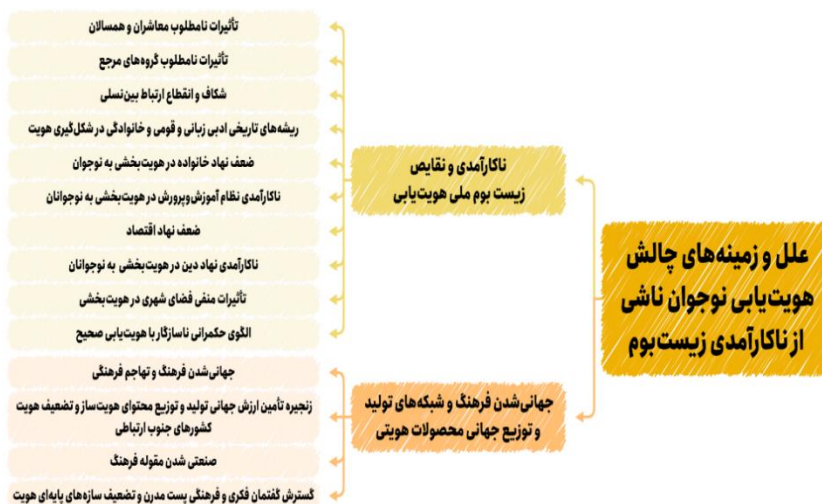 علل و زمینه‌های چالش
هویت‌یابی نوجوان ناشی
از ناکارآمدی زیست‌بوم
ناکارآمدی و نقایص
زیست بوم ملی هویت‌یابی
تأثیرات نامطلوب معاشران و همسالان
تأثیرات نامطلوب گروه‌های مرجع
شکاف و انقطاع ارتباط بین‌نسلی
ریشه‌های تاریخی ادبی زبانی و قومی و خانوادگی در شکل‌گیری هویت
ضعف نهاد خانواده در هویت‌بخشی به نوجوان
ناکارآمدی نظام آموزش‌وپرورش در هویت‌بخشی به نوجوانان
ضعف نهاد اقتصاد
ناکارآمدی نهاد دین در هویت‌بخشی به نوجوانان
تأثیرات منفی فضای شهری در هویت‌بخشی
الگوی حکمرانی ناسازگار با هویت‌یابی صحیح
جهانی‌شدن فرهنگ و شبکه‌های تولید
و توزیع جهانی محصولات هویتی
جهانی‌شدن فرهنگ و تهاجم فرهنگی
زنجیره تأمین ارزش جهانی تولید و توزیع محتوای هویت‌ساز و تضعیف هویت
کشورهای جنوب ارتباطی
صنعتی شدن مقوله فرهنگ
گسترش گفتمان فکری و فرهنگی پست مدرن و تضعیف سازه‌های پایه‌ای هویت